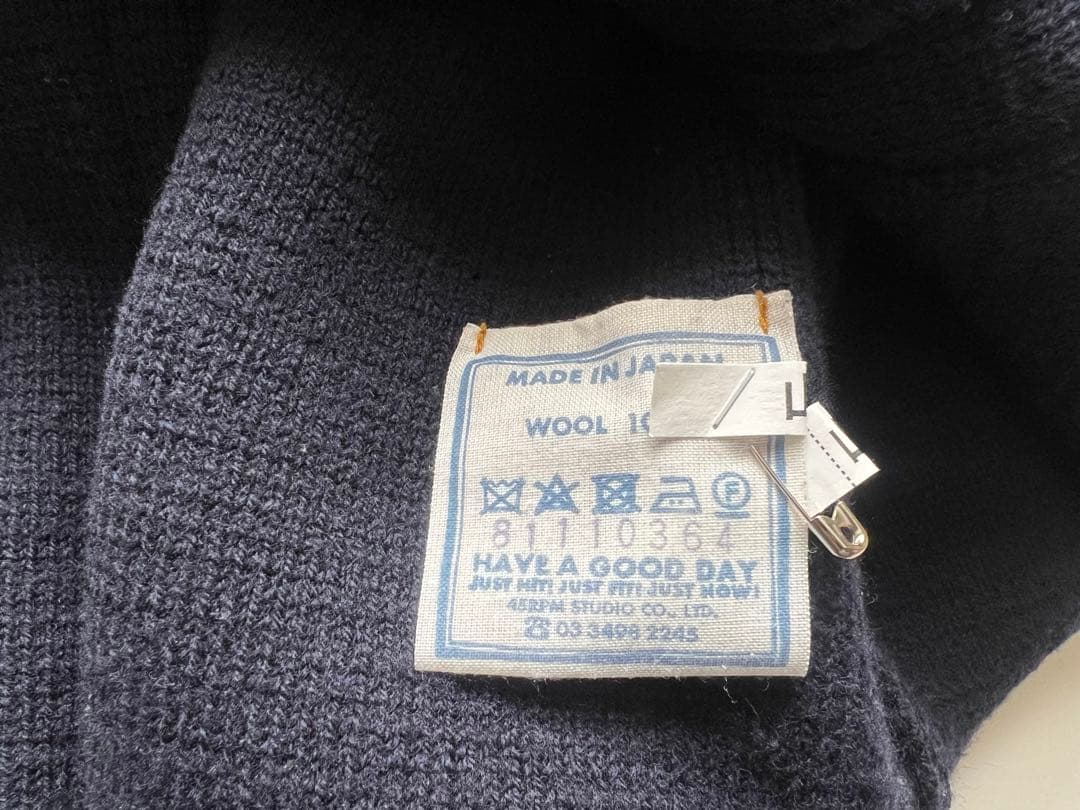 MADE IN JAPAN
WOOL
81110364
HAVE A GOOD DAY
JUST HIT! JUST FIT! JUST NOW!
45RPM STUDIO CO., LTD.
☎ 03 3498 2245